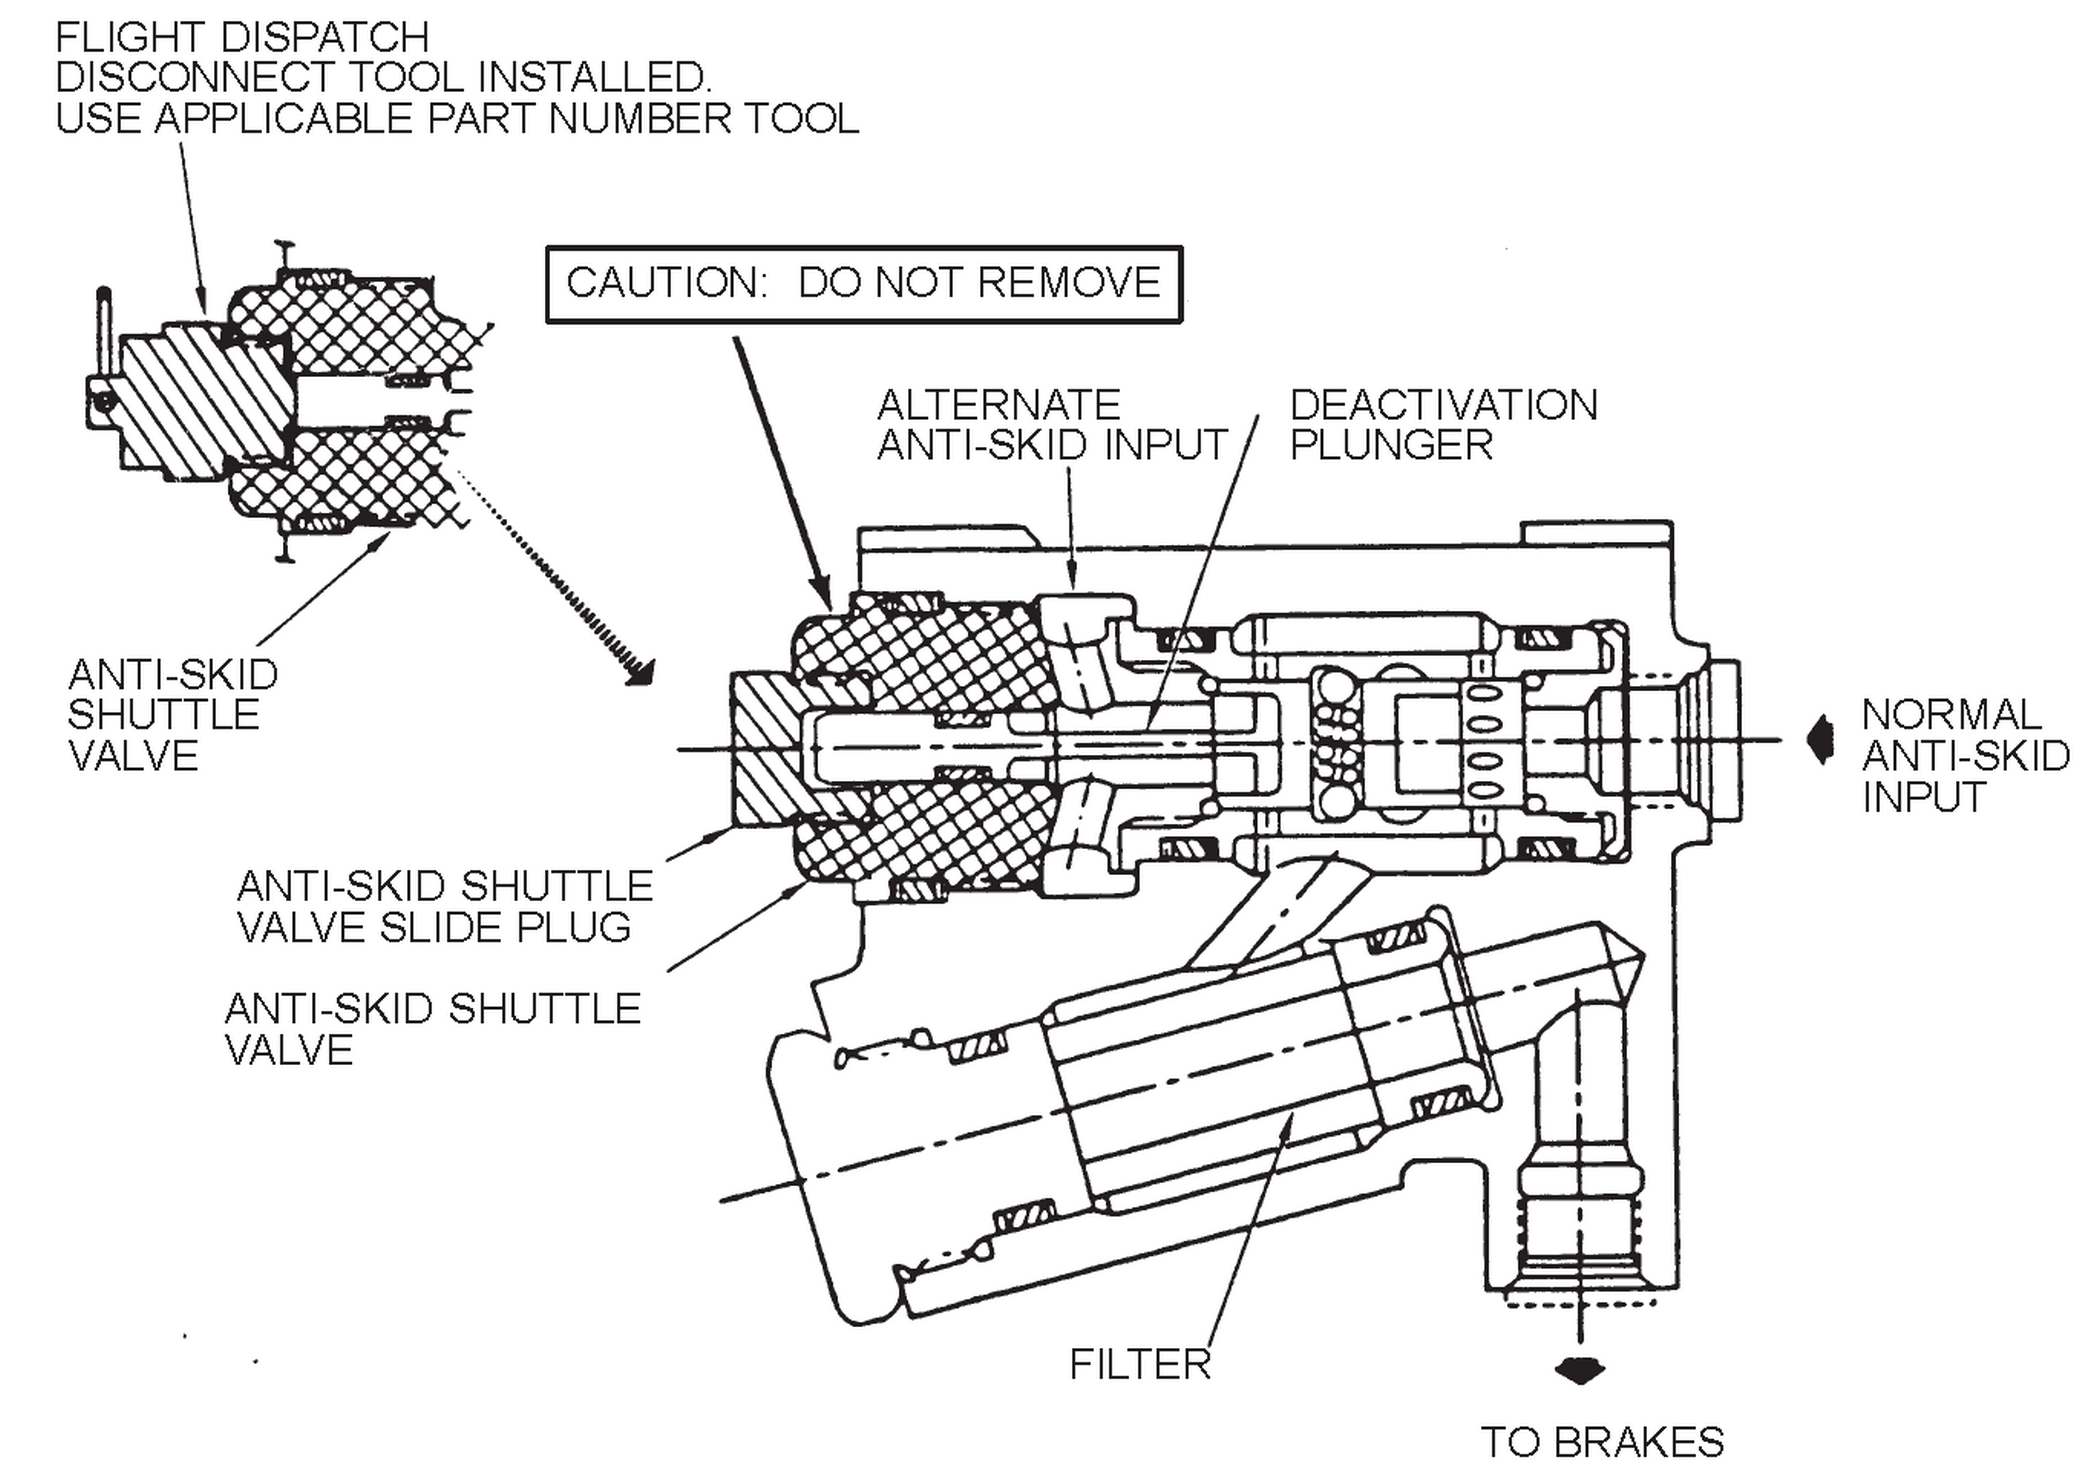 FLIGHT DISPATCH
DISCONNECT TOOL INSTALLED.
USE APPLICABLE PART NUMBER TOOL
CAUTION: DO NOT REMOVE
ALTERNATE
ANTI-SKID INPUT
DEACTIVATION
PLUNGER
ANTI-SKID
SHUTTLE
VALVE
NORMAL
ANTI-SKID
INPUT
ANTI-SKID SHUTTLE
VALVE SLIDE PLUG
ANTI-SKID SHUTTLE
VALVE
FILTER
TO BRAKES